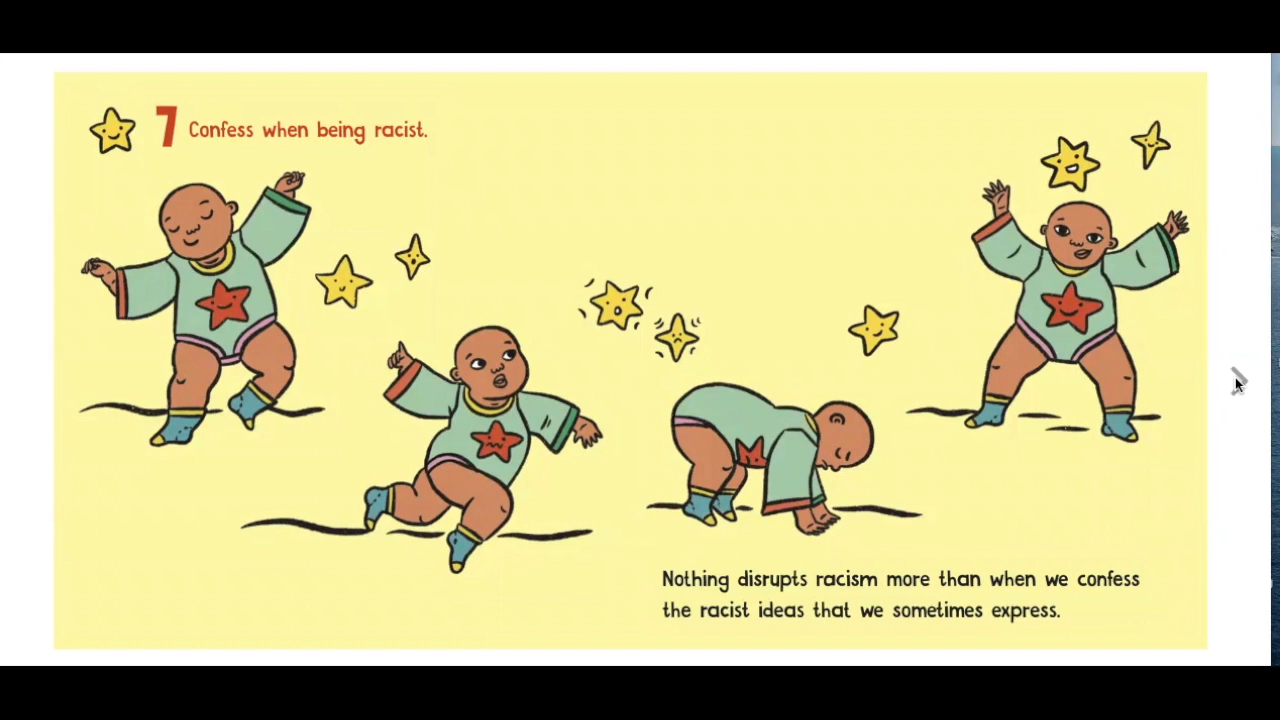 7 Confess when being racist.
Nothing disrupts racism more than when we confess
the racist ideas that we sometimes express.